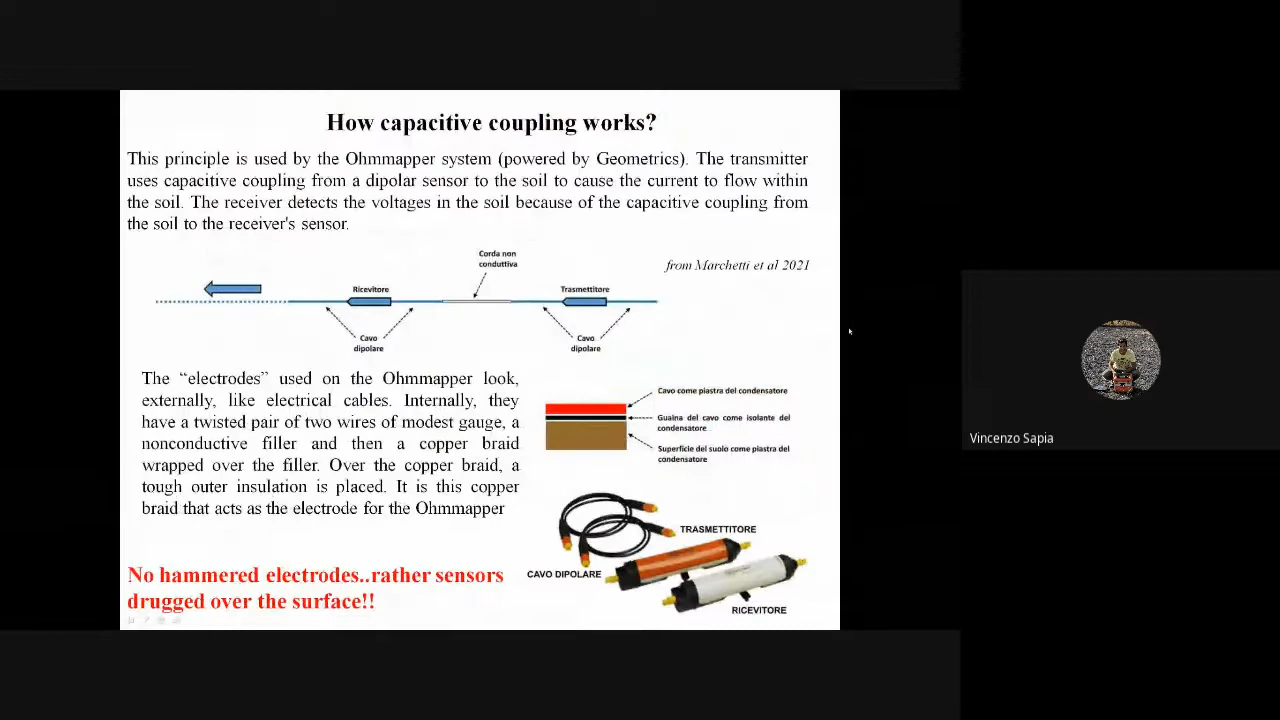 How capacitive coupling works?
This principle is used by the Ohmmapper system (powered by Geometrics). The transmitter
uses capacitive coupling from a dipolar sensor to the soil to cause the current to flow within
the soil. The receiver detects the voltages in the soil because of the capacitive coupling from
the soil to the receiver's sensor.
from Marchetti et al 2021
Corda non
conduttiva
Ricevitore
Trasmettitore
Cavo
dipolare
Cavo
dipolare
The “electrodes” used on the Ohmmapper look,
externally, like electrical cables. Internally, they
have a twisted pair of two wires of modest gauge, a
nonconductive filler and then a copper braid
wrapped over the filler. Over the copper braid, a
tough outer insulation is placed. It is this copper
braid that acts as the electrode for the Ohmmapper
Cavo come piastra del condensatore
Guaina del cavo come isolante del
condensatore
Superficie del suolo come piastra del
condensatore
TRASMETTITORE
CAVO DIPOLARE
RICEVITORE
No hammered electrodes..rather sensors
drugged over the surface!!
Vincenzo Sapia